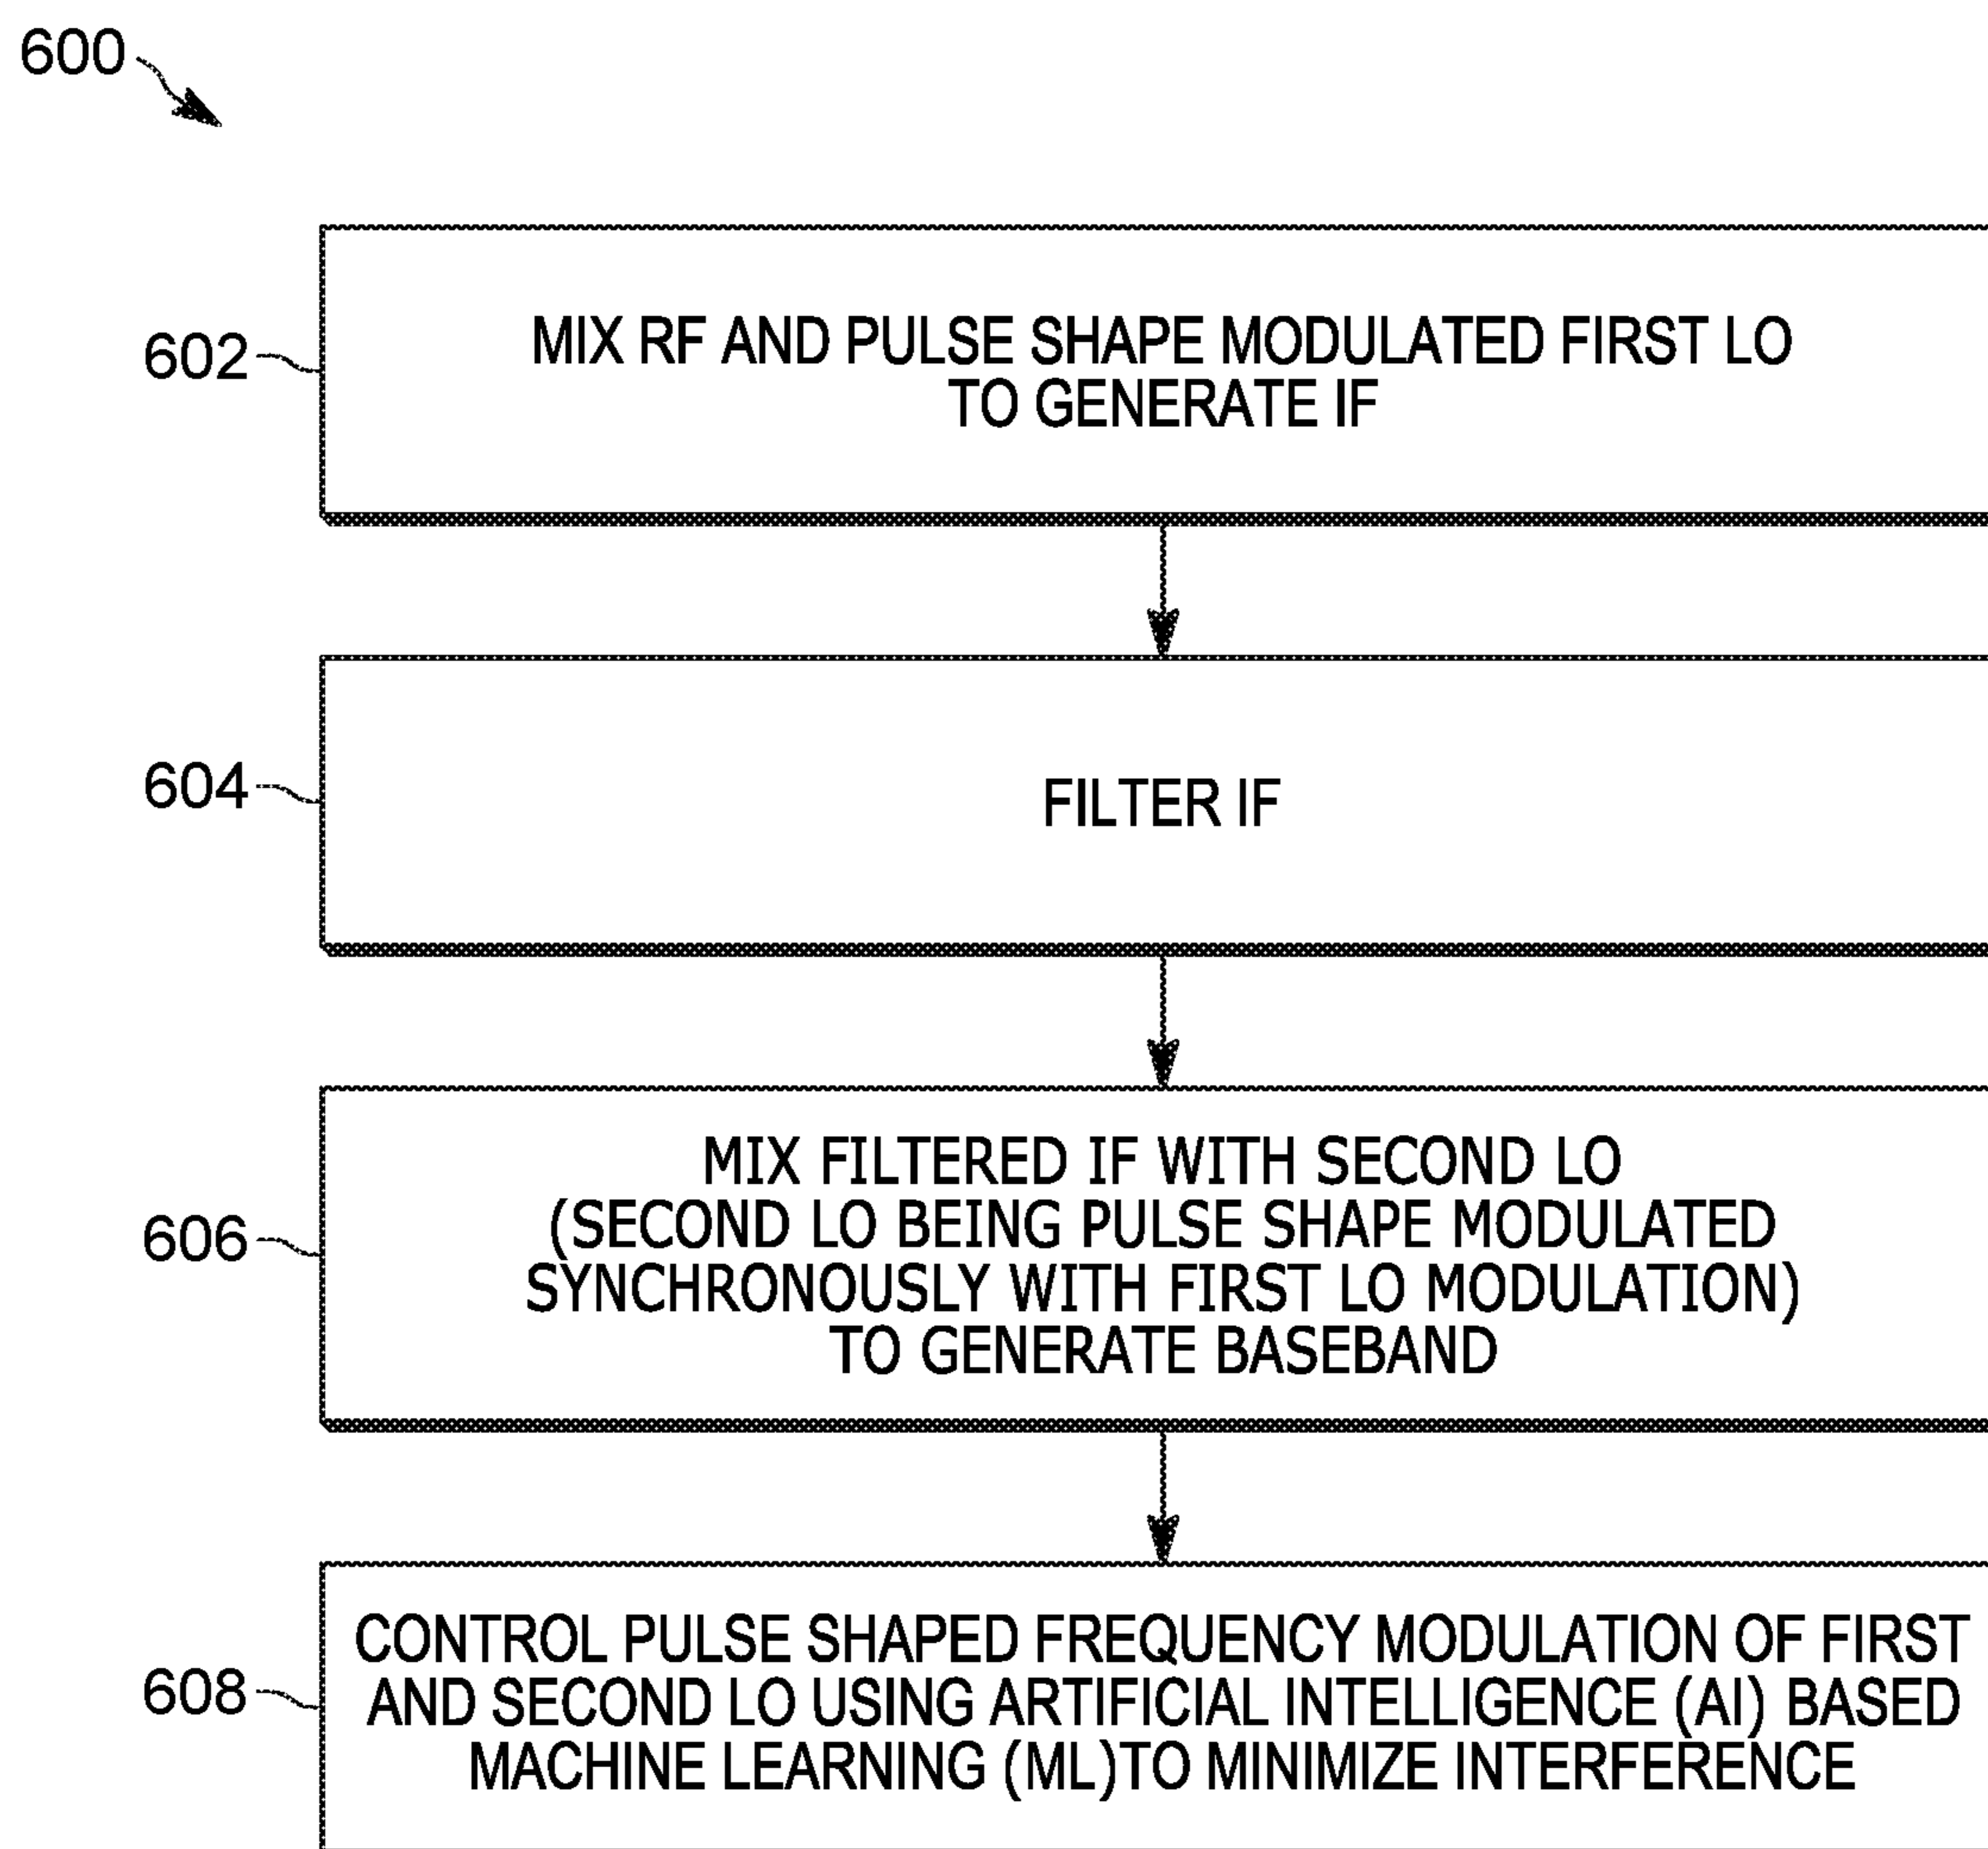 600
602
MIX RF AND PULSE SHAPE MODULATED FIRST LO
TO GENERATE IF
604
FILTER IF
606
MIX FILTERED IF WITH SECOND LO
(SECOND LO BEING PULSE SHAPE MODULATED
SYNCHRONOUSLY WITH FIRST LO MODULATION)
TO GENERATE BASEBAND
608
CONTROL PULSE SHAPED FREQUENCY MODULATION OF FIRST
AND SECOND LO USING ARTIFICIAL INTELLIGENCE (AI) BASED
MACHINE LEARNING (ML)TO MINIMIZE INTERFERENCE